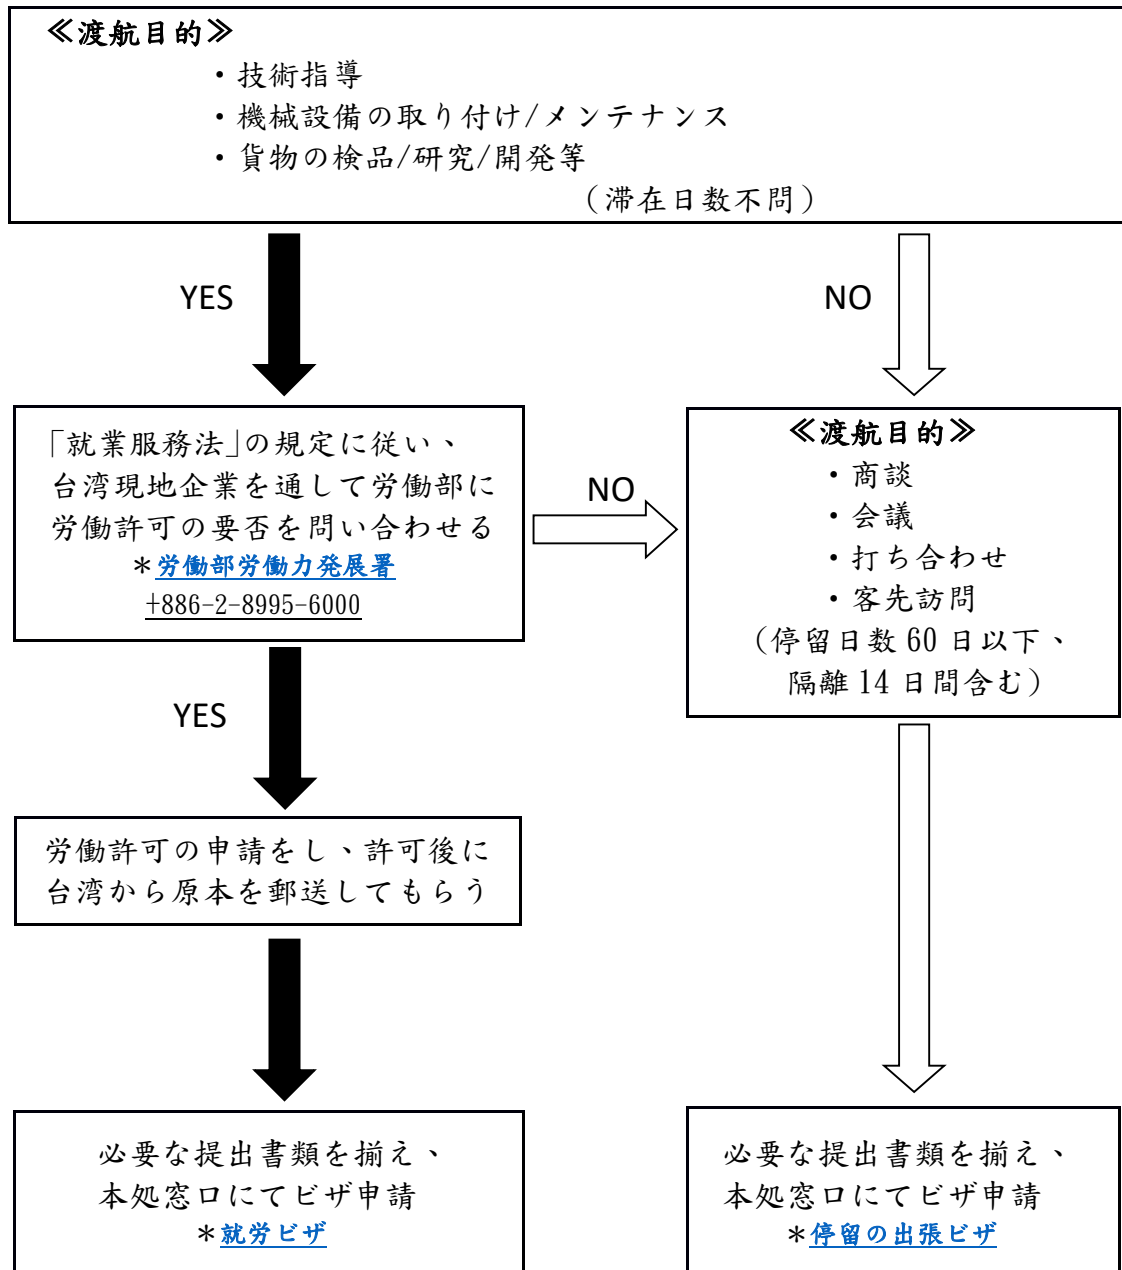 ≪渡航目的≫
・技術指導
・機械設備の取り付け/メンテナンス
・貨物の検品/研究/開発等
（滞在日数不問）
YES
NO
「就業服務法」の規定に従い、
台湾現地企業を通して労働部に
労働許可の要否を問い合わせる
＊労働部労働力発展署
+886-2-8995-6000
NO
≪渡航目的≫
・商談
・会議
・打ち合わせ
・客先訪問
（停留日数 60 日以下、
隔離 14 日間含む）
YES
労働許可の申請をし、許可後に
台湾から原本を郵送してもらう
必要な提出書類を揃え、
本処窓口にてビザ申請
＊就労ビザ
必要な提出書類を揃え、
本処窓口にてビザ申請
＊停留の出張ビザ